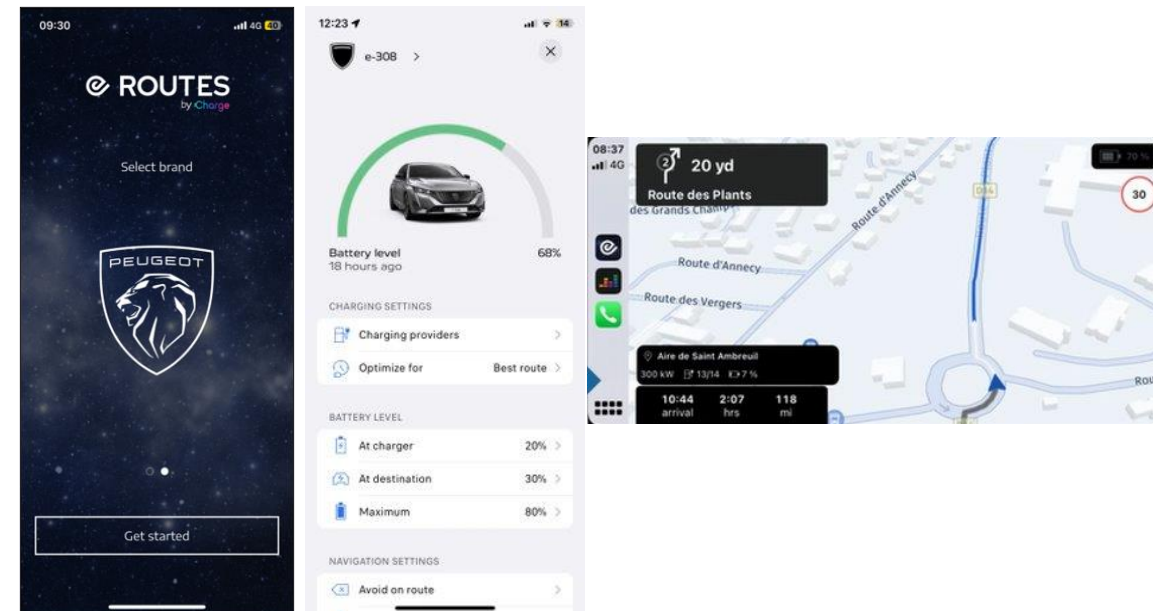 09:30
4G 40
ROUTES
by Charge
Select brand
PEUGEOT
Get started
12:23
14
e-308
Battery level
68%
18 hours ago
CHARGING SETTINGS
Charging providers
Optimize for
Best route
BATTERY LEVEL
At charger
20%
At destination
30%
Maximum
80%
NAVIGATION SETTINGS
Avoid on route
08:37
4G
2
20 yd
Route des Plants
70 %
30
des Grands Champs
Route d'Annecy
Route d'Annecy
Route des Vergers
Aire de Saint Ambreuil
300 kW 13/14 7 %
10:44 2:07 118
arrival hrs mi